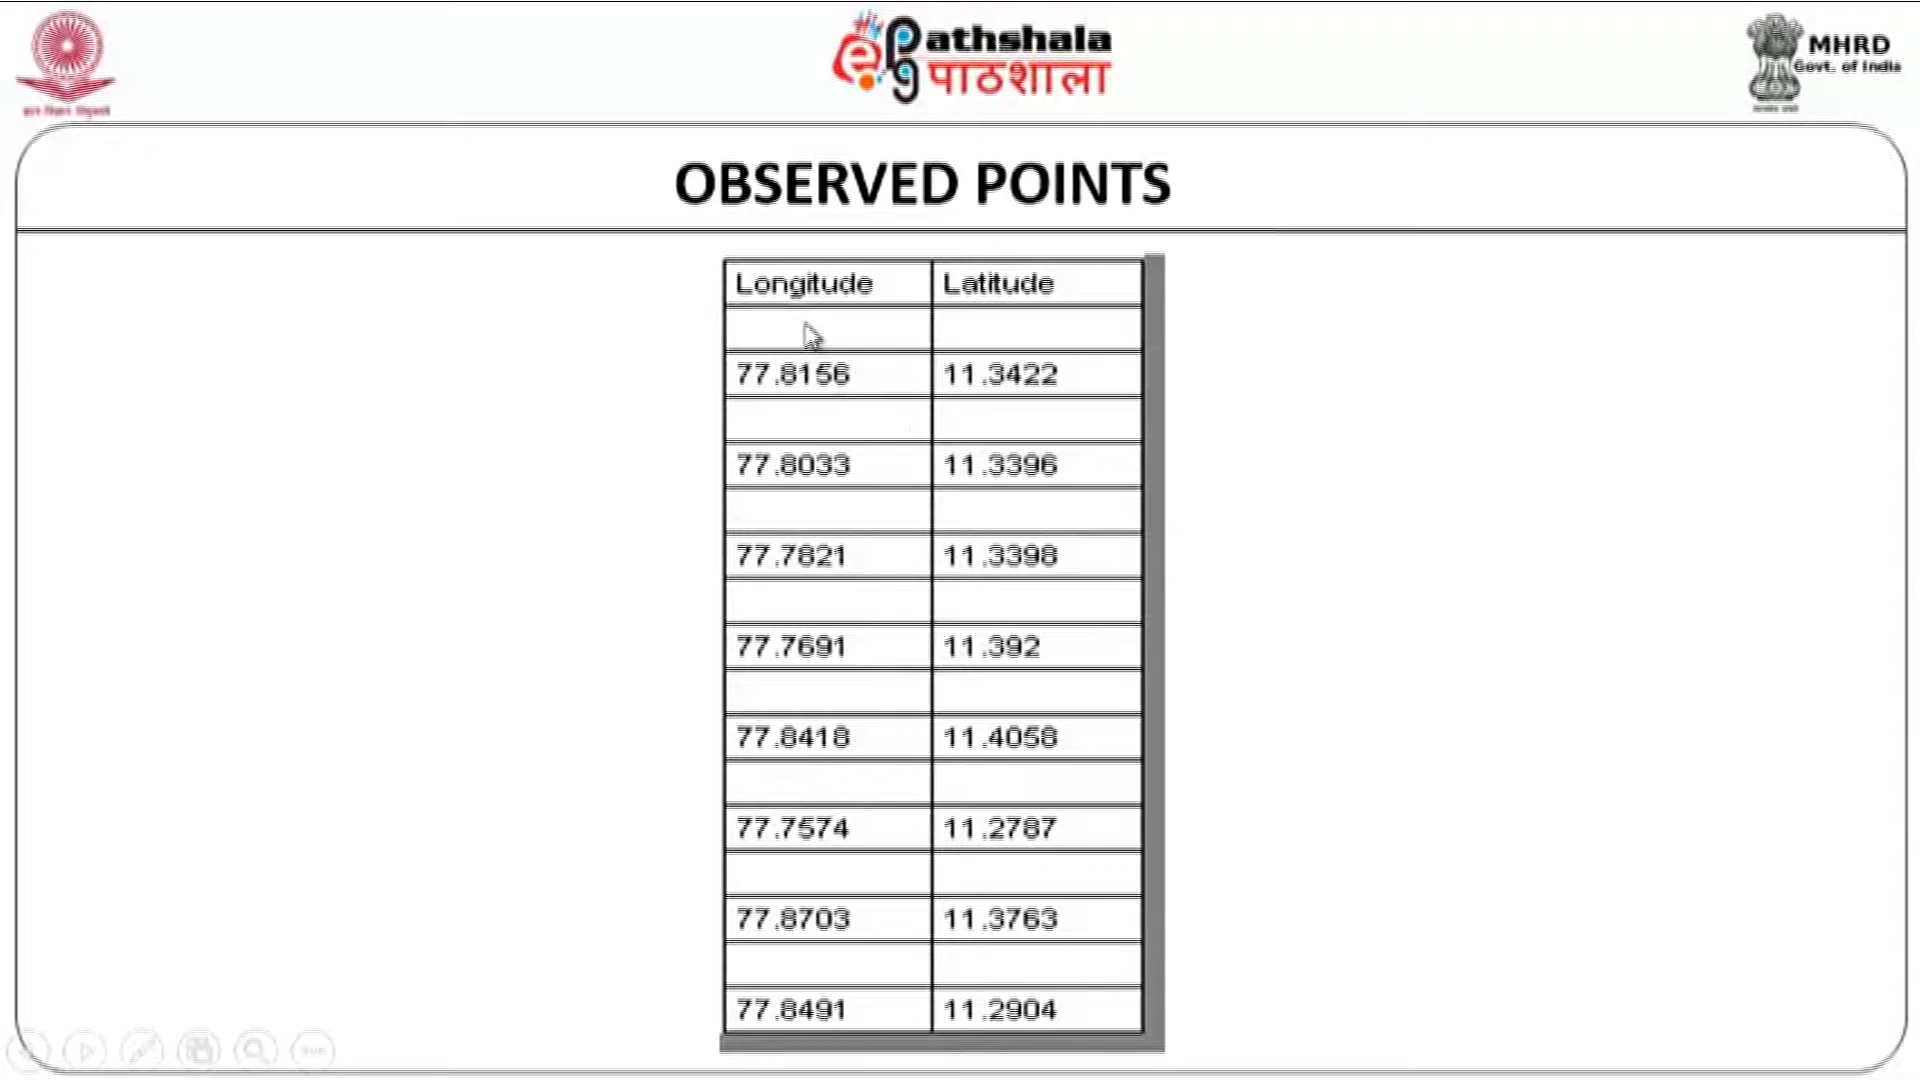 athshala
पाठशाला
MHRD
Govt. of India
OBSERVED POINTS
Longitude Latitude
77.8156 11.3422
77.8033 11.3396
77.7821 11.3398
77.7691 11.392
77.8418 11.4058
77.7574 11.2787
77.8703 11.3763
77.8491 11.2904